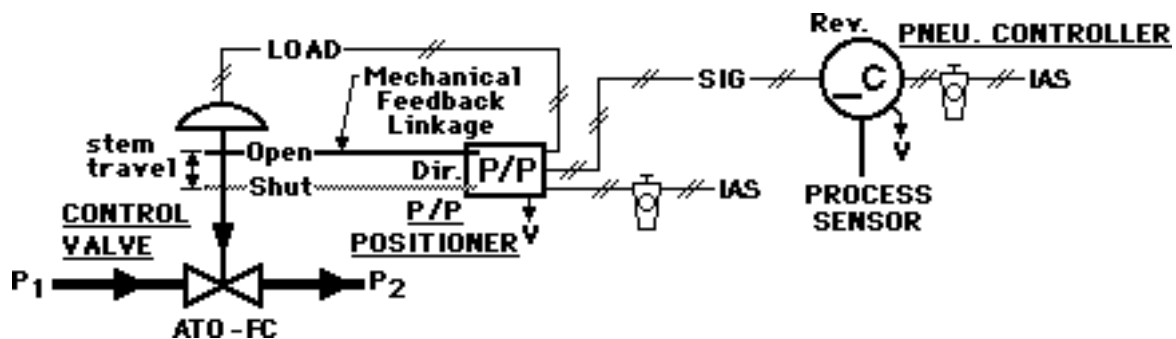 Rev.
PNEU. CONTROLLER
LOAD
Mechanical
Feedback
Linkage
SIG
_C
IAS
V
stem
travel
Open
Shut
Dir.
P/P
IAS
V
PROCESS
SENSOR
P/P
POSITIONER
CONTROL
VALVE
P1
P2
ATO-FC